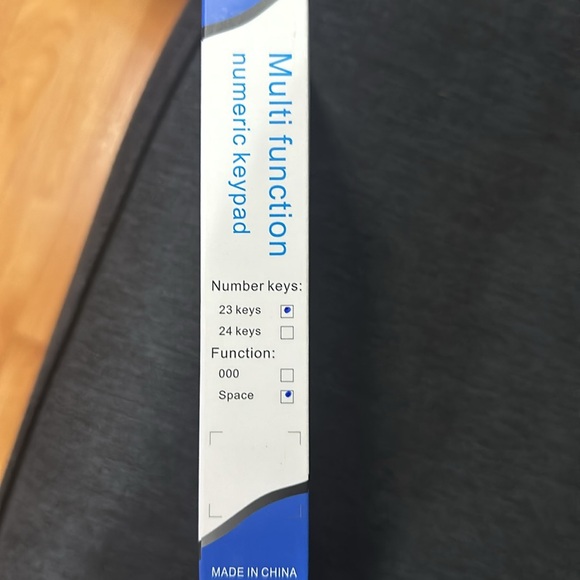 Multi function
numeric keypad
Number keys:
23 keys
24 keys
Function:
000
Space
MADE IN CHINA